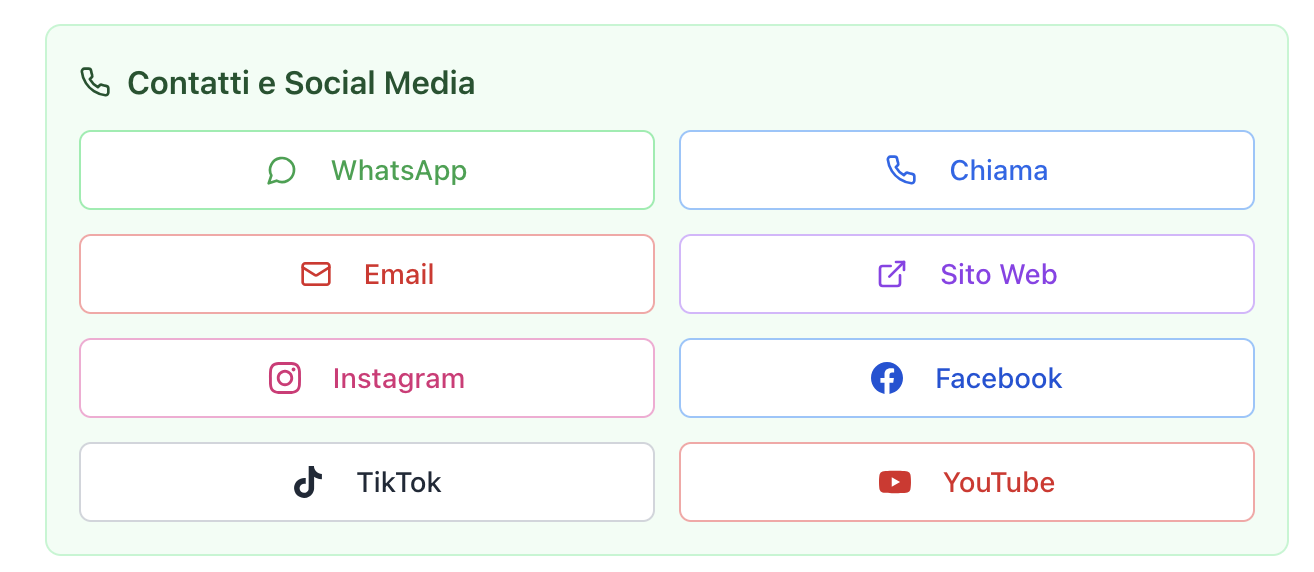 Contatti e Social Media
WhatsApp
Chiama
Email
Sito Web
Instagram
Facebook
TikTok
YouTube